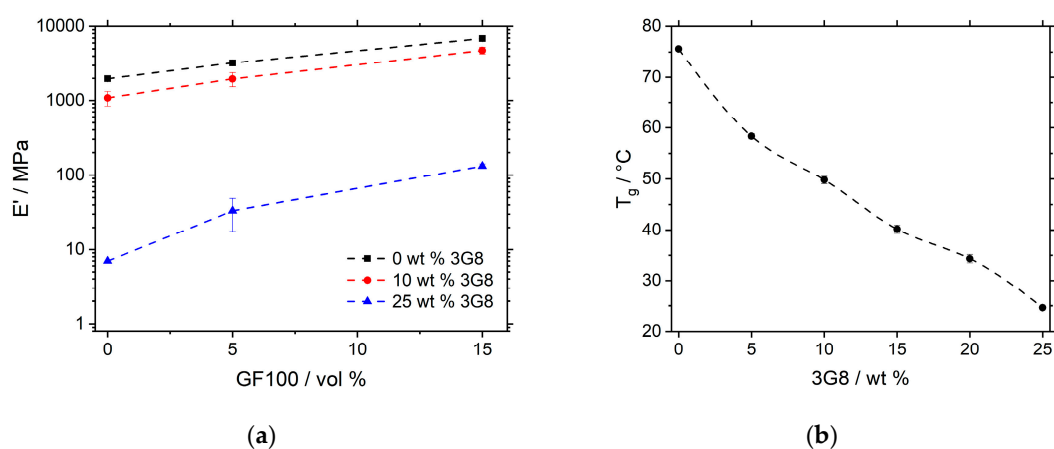 10000
1000
100
10
1
E' / MPa
0 wt % 3G8
10 wt % 3G8
25 wt % 3G8
0
5
10
15
GF100 / vol %
(a)
80
70
60
50
40
30
20
Tg / °C
0
5
10
15
20
25
3G8 / wt %
(b)